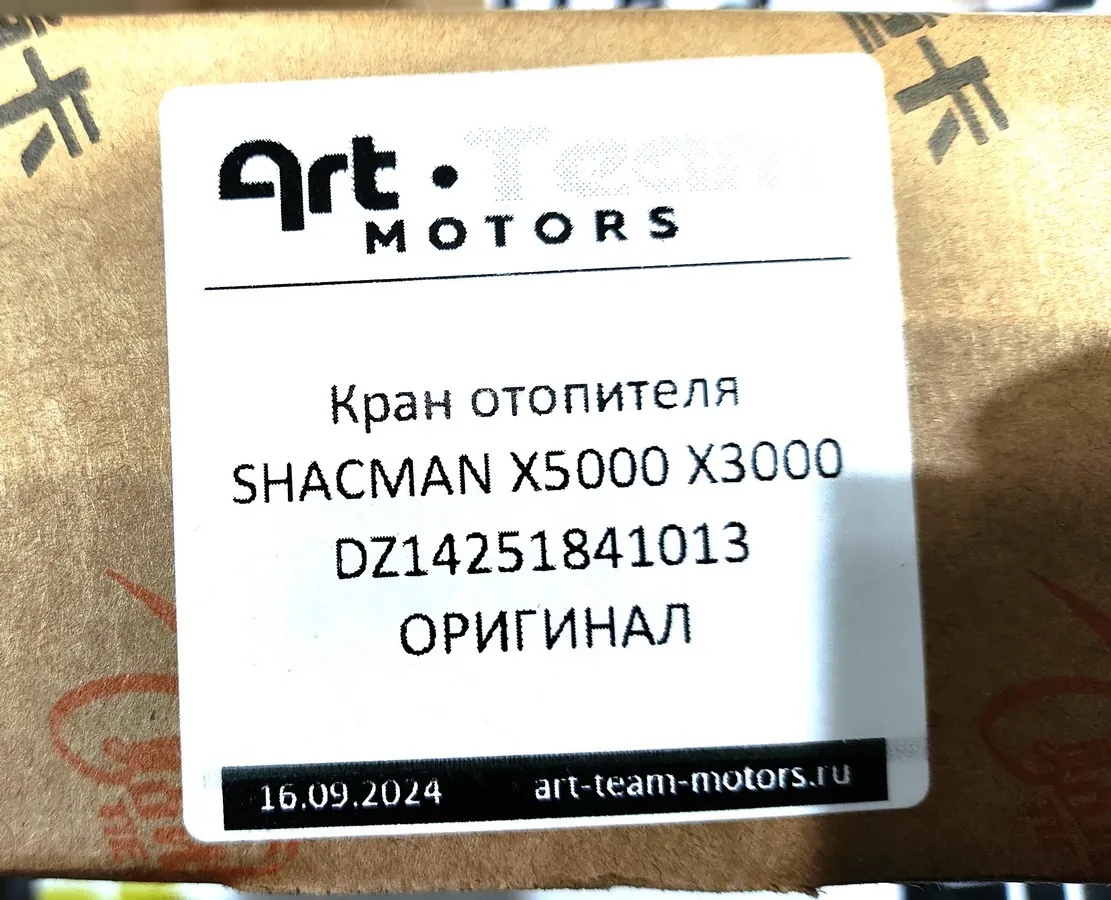 art • Team
MOTORS
Кран отопителя
SHACMAN X5000 X3000
DZ14251841013
ОРИГИНАЛ
16.09.2024 art-team-motors.ru